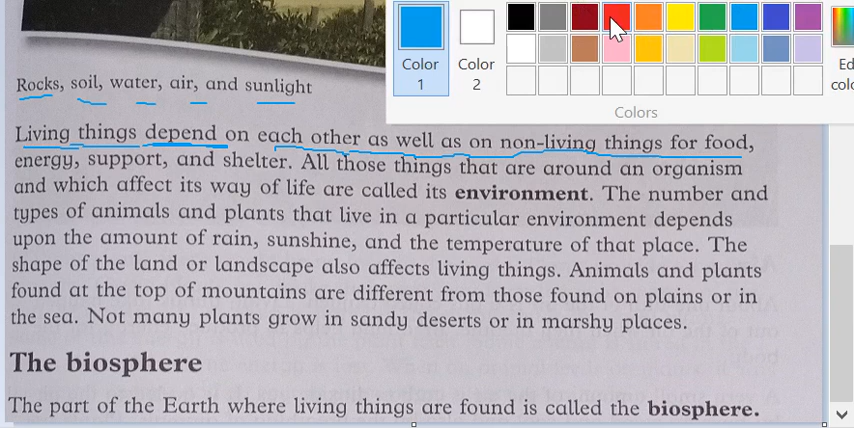 Color 1
Color 2
Colors
Rocks, soil, water, air, and sunlight
Living things depend on each other as well as on non-living things for food,
energy, support, and shelter. All those things that are around an organism
and which affect its way of life are called its environment. The number and
types of animals and plants that live in a particular environment depends
upon the amount of rain, sunshine, and the temperature of that place. The
shape of the land or landscape also affects living things. Animals and plants
found at the top of mountains are different from those found on plains or in
the sea. Not many plants grow in sandy deserts or in marshy places.
The biosphere
The part of the Earth where living things are found is called the biosphere.